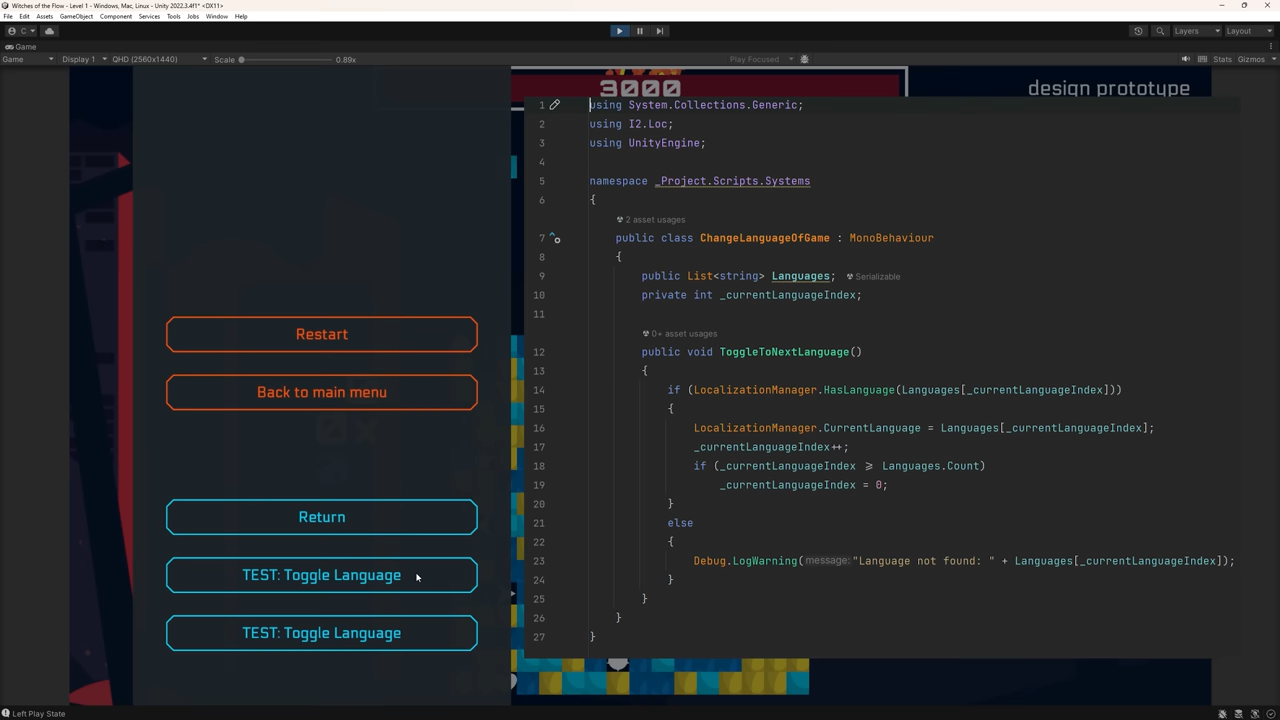 Witches of the Flow - Level 1 - Windows, Mac, Linux - Unity 2022.3.4f1* <DX11>
File Edit Assets GameObject Component Services Tools Jobs Window Help
C
Layers
Layout
Game
Game Display 1 QHD (2560x1440) Scale 0.89x Play Focused Stats Gizmos
3000
design prototype
Restart
Back to main menu
0x
Return
TEST: Toggle Language
TEST: Toggle Language
1 using System.Collections.Generic;
2 using I2.Loc;
3 using UnityEngine;
4
5 namespace _Project.Scripts.Systems
6 {
2 asset usages
7 public class ChangeLanguageOfGame : MonoBehaviour
8 {
9 public List<string> Languages; Serializable
10 private int _currentLanguageIndex;
11
0+ asset usages
12 public void ToggleToNextLanguage()
13 {
14 if (LocalizationManager.HasLanguage(Languages[_currentLanguageIndex]))
15 {
16 LocalizationManager.CurrentLanguage = Languages[_currentLanguageIndex];
17 _currentLanguageIndex++;
18 if (_currentLanguageIndex ≥ Languages.Count)
19 _currentLanguageIndex = 0;
20 }
21 else
22 {
23 Debug.LogWarning(message: "Language not found: " + Languages[_currentLanguageIndex]);
24 }
25 }
26 }
27 }
Left Play State